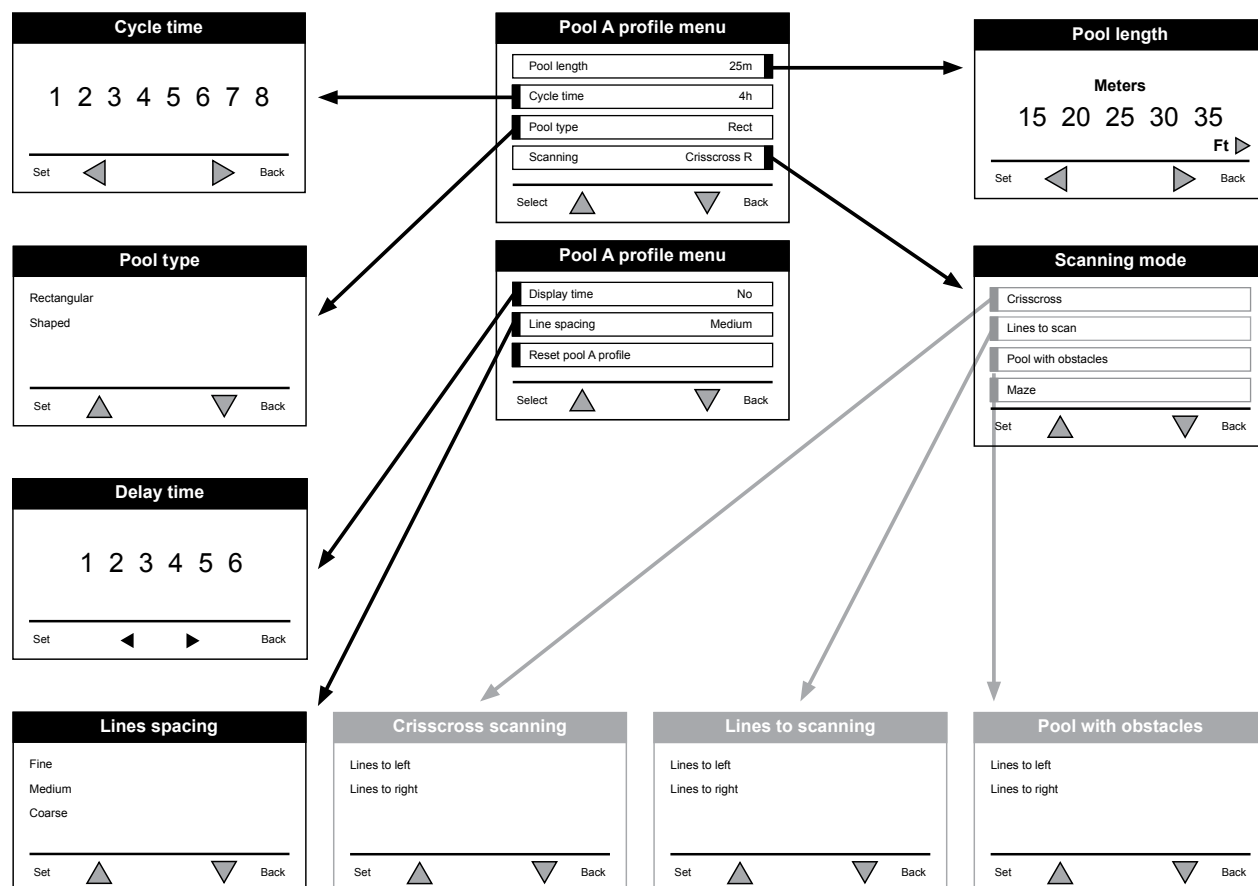 Cycle time
1 2 3 4 5 6 7 8
Set Back
Pool A profile menu
Pool length 25m
Cycle time 4h
Pool type Rect
Scanning Crisscross R
Select Back
Pool length
Meters
15 20 25 30 35
Ft
Set Back
Pool type
Rectangular
Shaped
Set Back
Pool A profile menu
Display time No
Line spacing Medium
Reset pool A profile
Select Back
Scanning mode
Crisscross
Lines to scan
Pool with obstacles
Maze
Set Back
Delay time
1 2 3 4 5 6
Set Back
Lines spacing
Fine
Medium
Coarse
Set Back
Crisscross scanning
Lines to left
Lines to right
Set Back
Lines to scanning
Lines to left
Lines to right
Set Back
Pool with obstacles
Lines to left
Lines to right
Set Back